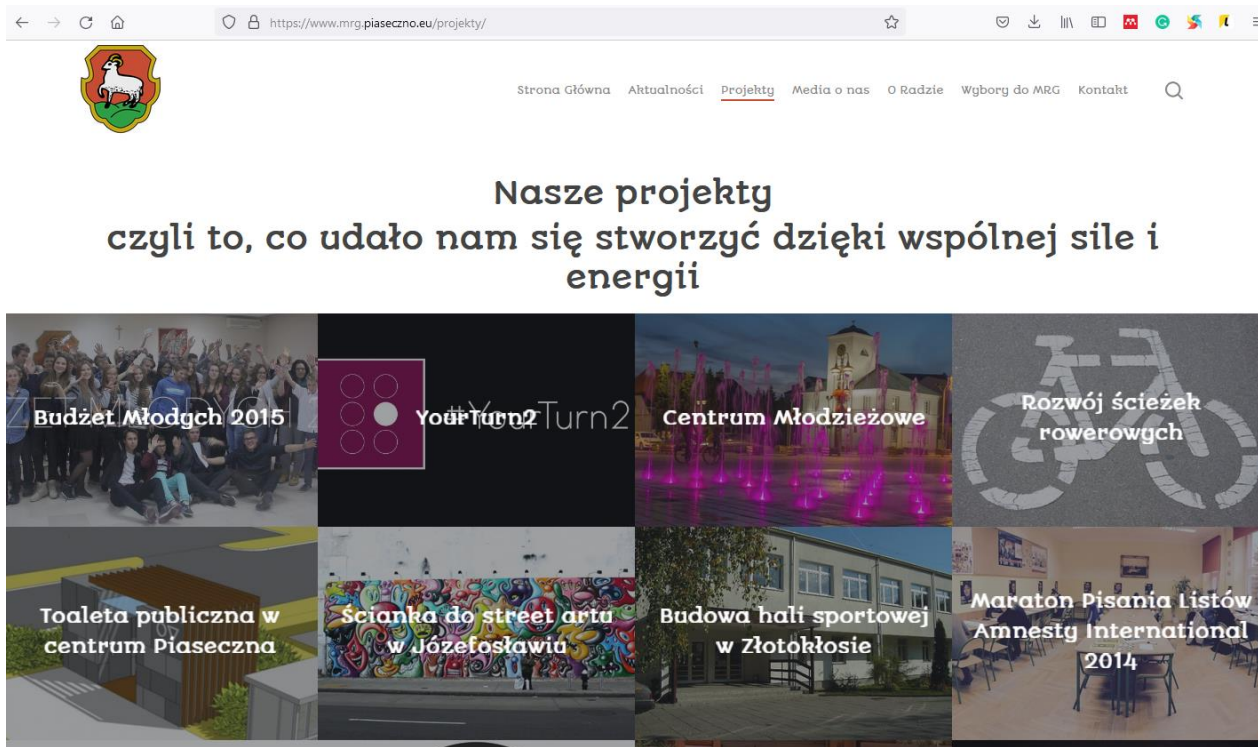 https://www.mrg.piaseczno.eu/projekty/
Strona Główna Aktualności Projekty Media o nas O Radzie Wybory do MRG Kontakt
Nasze projekty
czyli to, co udało nam się stworzyć dzięki wspólnej sile i
energii
Budżet Młodych 2015
YourTurn2
#YourTurn2
Centrum Młodzieżowe
Rozwój ścieżek
rowerowych
Toaleta publiczna w
centrum Piaseczna
Ścianka do street artu
w Józefosławiu
Budowa hali sportowej
w Złotokłosie
Maraton Pisania Listów
Amnesty International
2014